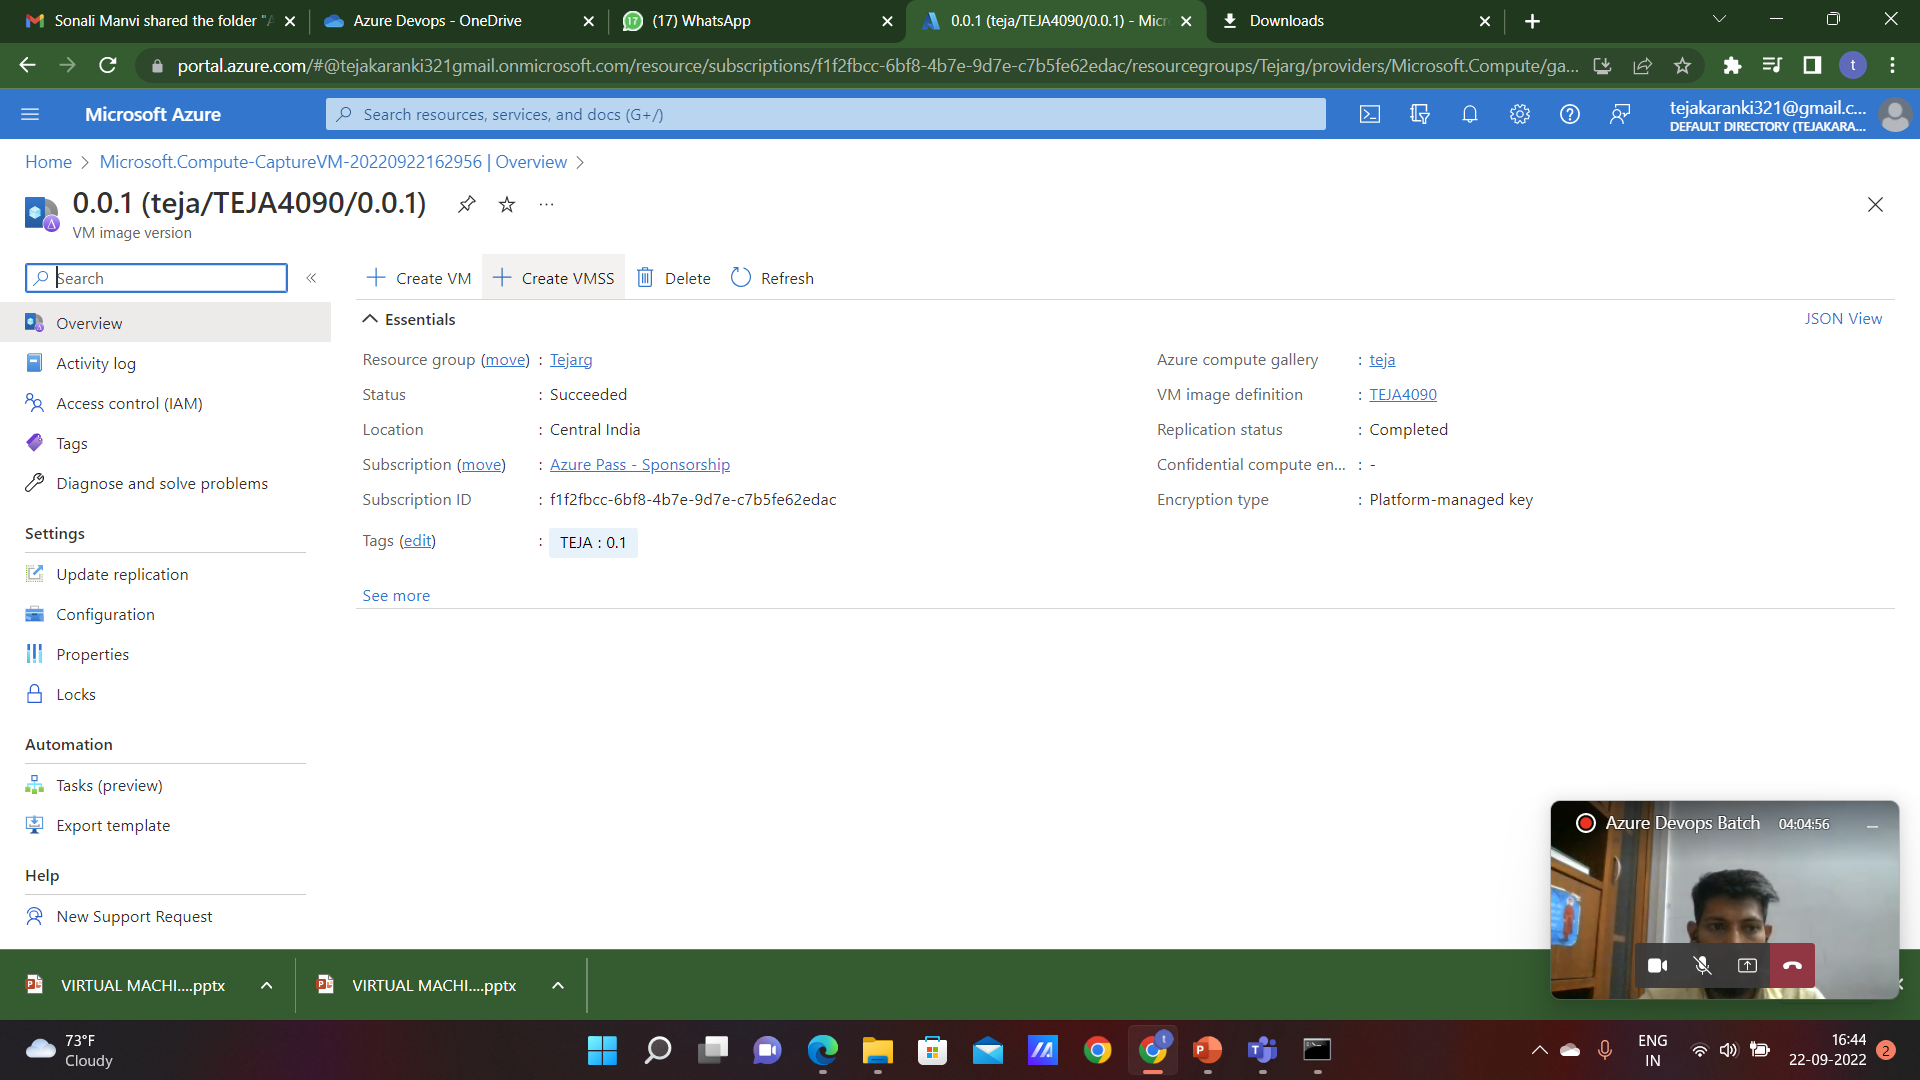 Sonali Manvi shared the folder "A
Azure Devops - OneDrive
17
(17) WhatsApp
0.0.1 (teja/TEJA4090/0.0.1) - Micr
Downloads
portal.azure.com/#@tejakaranki321gmail.onmicrosoft.com/resource/subscriptions/f1f2fbcc-6bf8-4b7e-9d7e-c7b5fe62edac/resourcegroups/Tejarg/providers/Microsoft.Compute/ga...
t
Microsoft Azure
Search resources, services, and docs (G+/)
tejakaranki321@gmail.c...
DEFAULT DIRECTORY (TEJAKARA...
Home > Microsoft.Compute-CaptureVM-20220922162956 | Overview >
0.0.1 (teja/TEJA4090/0.0.1)
...
VM image version
Search
«
Create VM
Create VMSS
Delete
Refresh
Overview
Activity log
Access control (IAM)
Tags
Diagnose and solve problems
Settings
Update replication
Configuration
Properties
Locks
Automation
Tasks (preview)
Export template
Help
New Support Request
Essentials
JSON View
Resource group (move) : Tejarg
Status : Succeeded
Location : Central India
Subscription (move) : Azure Pass - Sponsorship
Subscription ID : f1f2fbcc-6bf8-4b7e-9d7e-c7b5fe62edac
Tags (edit) : TEJA : 0.1
See more
Azure compute gallery : teja
VM image definition : TEJA4090
Replication status : Completed
Confidential compute en... : -
Encryption type : Platform-managed key
Azure Devops Batch 04:04:56
VIRTUAL MACHI....pptx
VIRTUAL MACHI....pptx
73°F
Cloudy
t
ENG
IN
16:44
22-09-2022
2